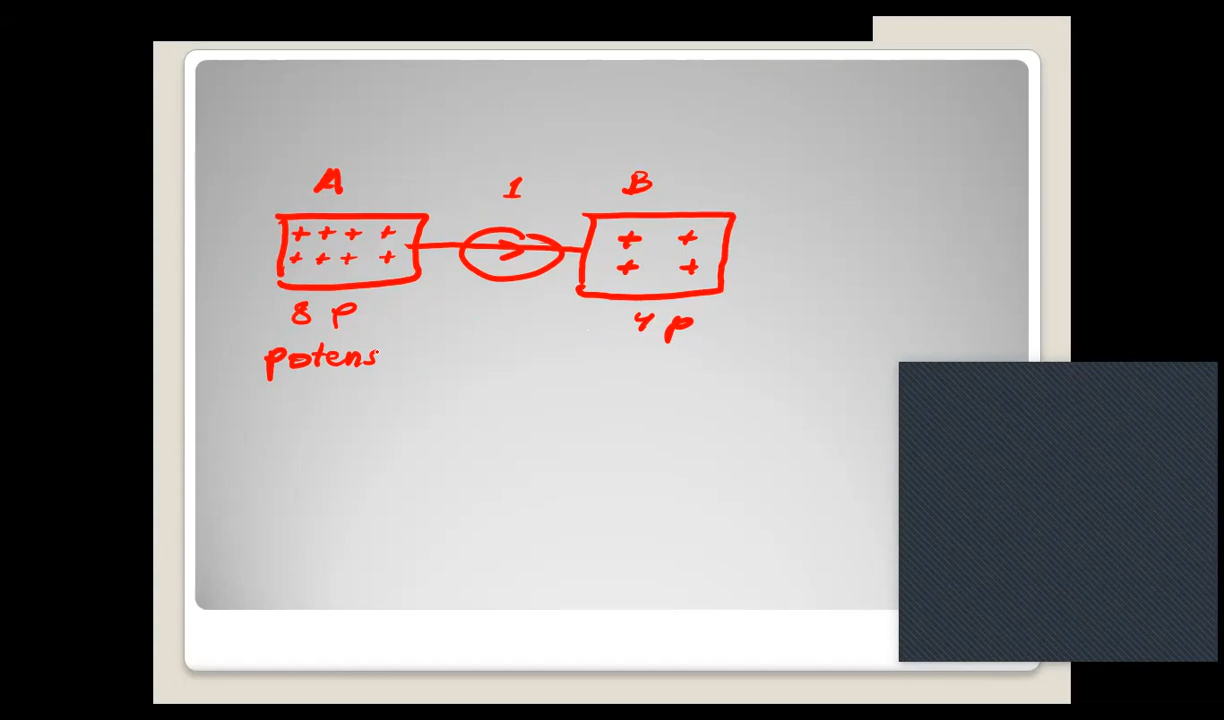 A 1 B
+ + + + + +
+ + + + + +
8 p 4 p
potens